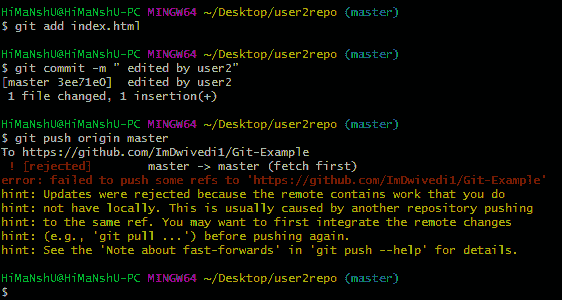 HiMaNshU@HiMaNshU-PC MINGW64 ~/Desktop/user2repo (master)
$ git add index.html
HiMaNshU@HiMaNshU-PC MINGW64 ~/Desktop/user2repo (master)
$ git commit -m " edited by user2"
[master 3ee71e0]  edited by user2
 1 file changed, 1 insertion(+)
HiMaNshU@HiMaNshU-PC MINGW64 ~/Desktop/user2repo (master)
$ git push origin master
To https://github.com/ImDwivedi1/Git-Example
 ! [rejected]        master -> master (fetch first)
error: failed to push some refs to 'https://github.com/ImDwivedi1/Git-Example'
hint: Updates were rejected because the remote contains work that you do
hint: not have locally. This is usually caused by another repository pushing
hint: to the same ref. You may want to first integrate the remote changes
hint: (e.g., 'git pull ...') before pushing again.
hint: See the 'Note about fast-forwards' in 'git push --help' for details.
HiMaNshU@HiMaNshU-PC MINGW64 ~/Desktop/user2repo (master)
$